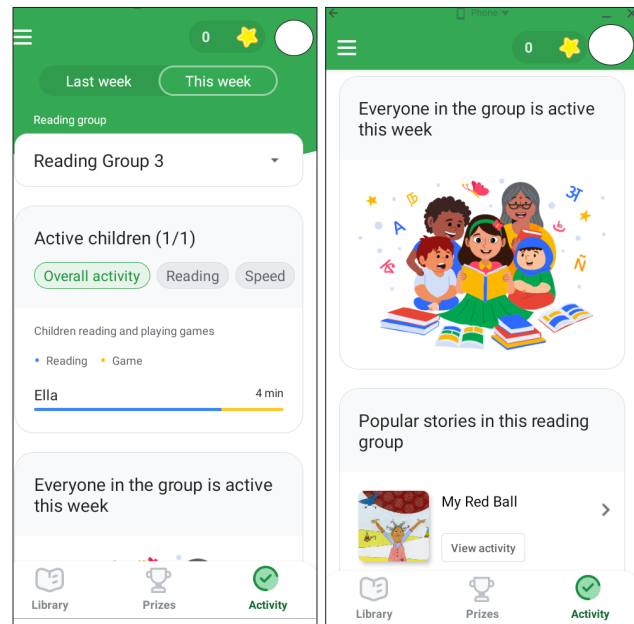 0
Last week This week
Reading group
Reading Group 3
Active children (1/1)
Overall activity Reading Speed
Children reading and playing games
Reading Game
Ella 4 min
Everyone in the group is active
this week
Library Prizes Activity
Phone
0
Everyone in the group is active
this week
A
अ
Ñ
Popular stories in this reading
group
My Red Ball
View activity
Library Prizes Activity